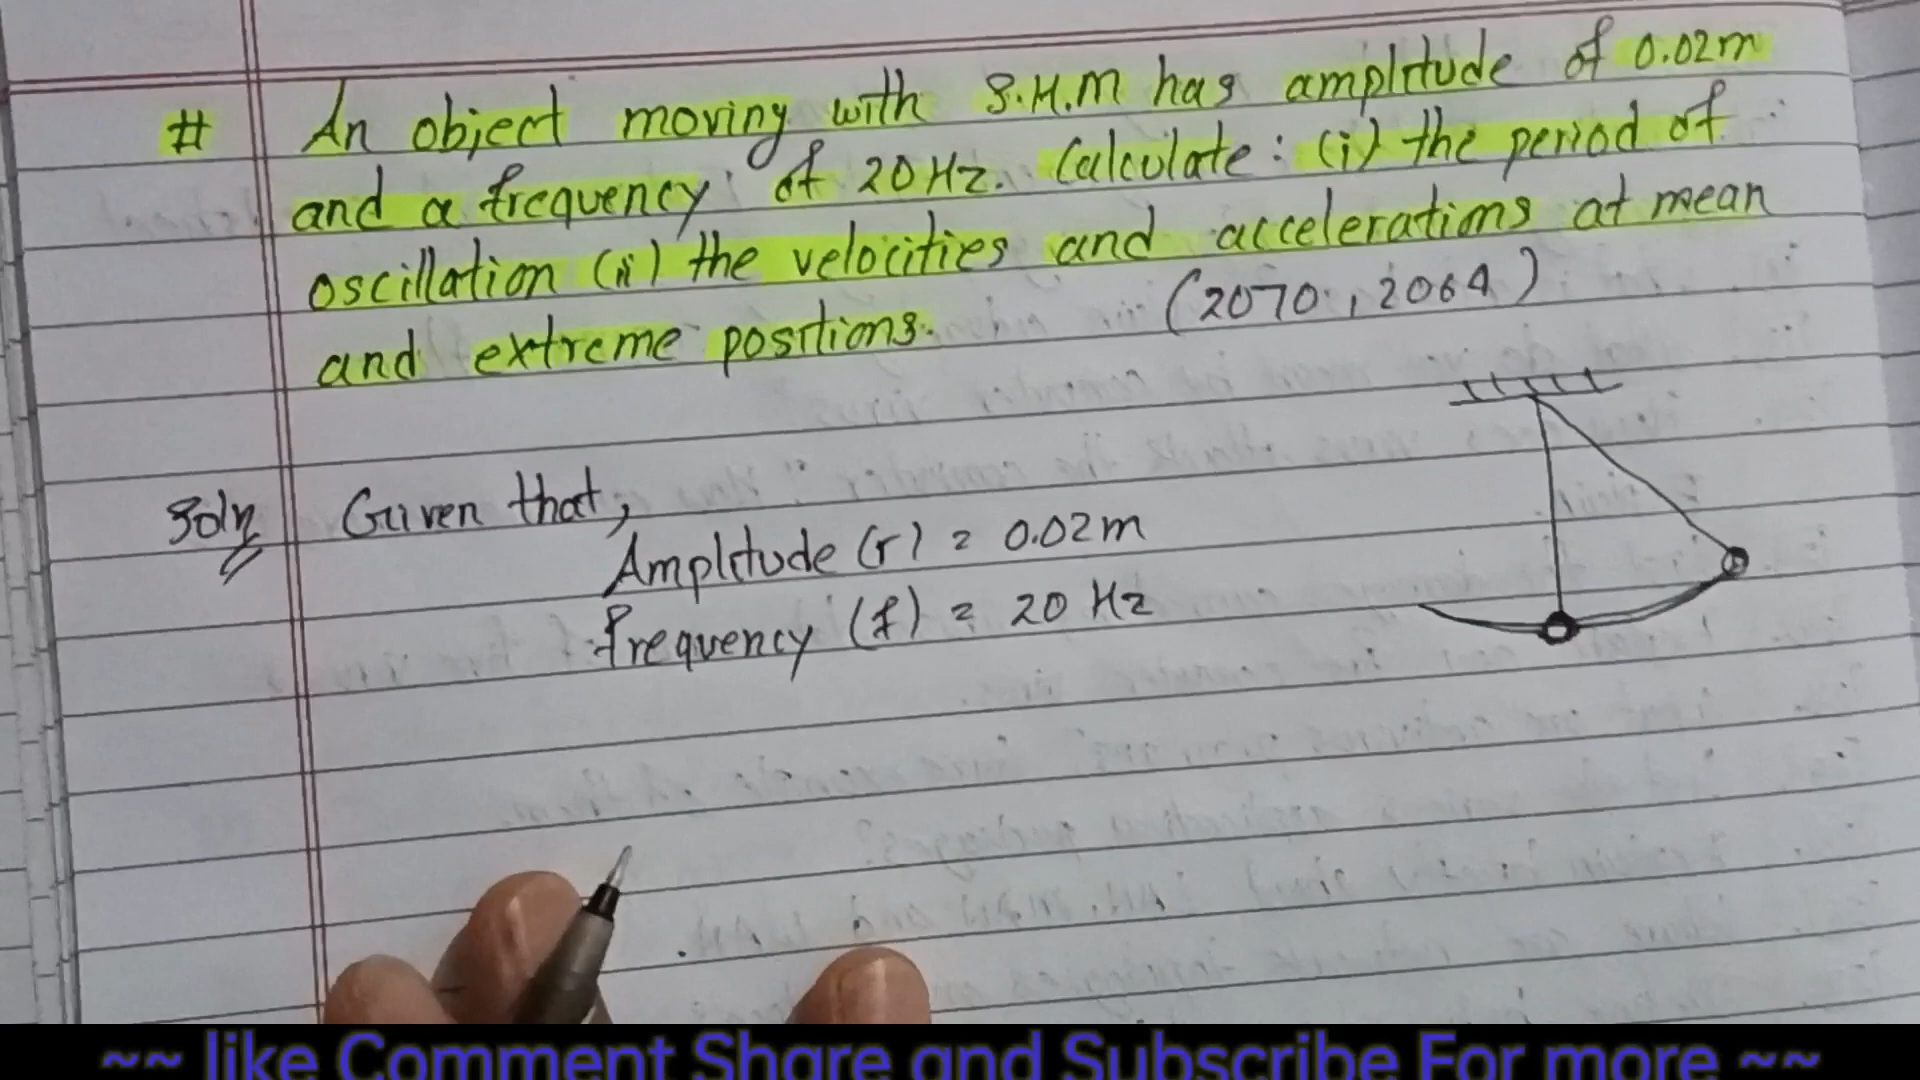 # An object moving with S.H.M has amplitude of 0.02m
and a frequency of 20Hz. Calculate: (i) the period of
oscillation (ii) the velocities and accelerations at mean
and extreme positions. (2070, 2064)
Soln Given that,
Amplitude (r) = 0.02m
frequency (f) = 20 Hz
~~ like Comment Share and Subscribe For more ~~